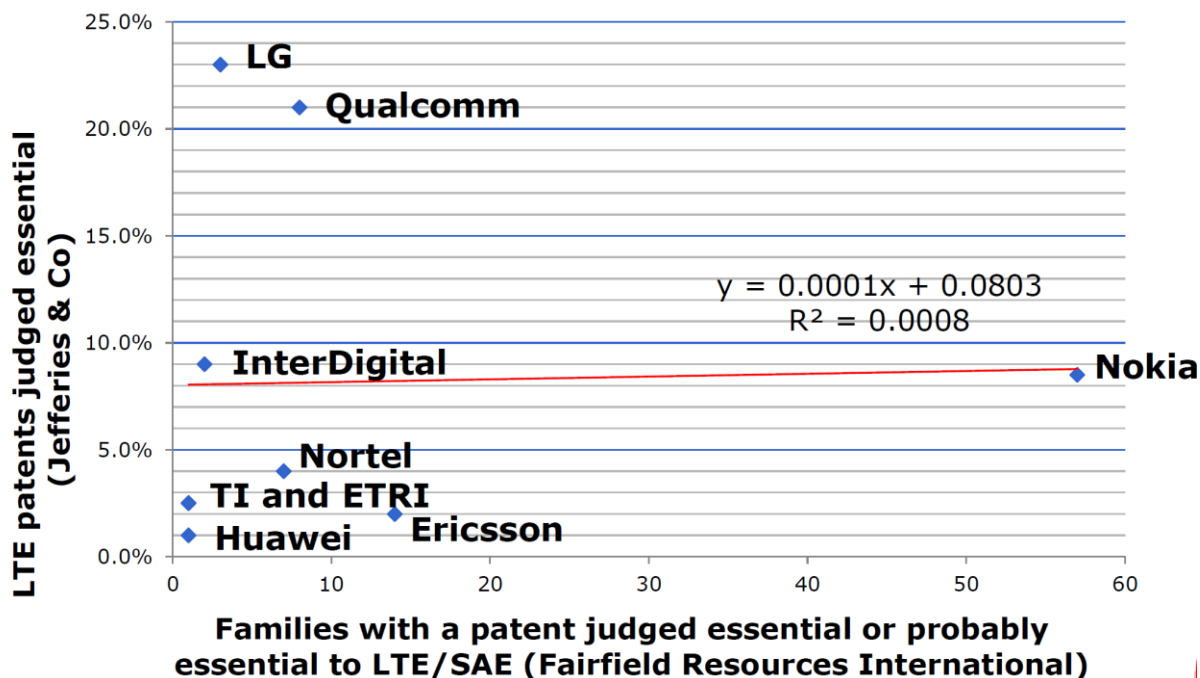 25.0%
LG
Qualcomm
20.0%
15.0%
y = 0.0001x + 0.0803
R² = 0.0008
10.0%
InterDigital
Nokia
5.0%
Nortel
TI and ETRI
Ericsson
Huawei
0.0%
0 10 20 30 40 50 60
LTE patents judged essential
(Jefferies & Co)
Families with a patent judged essential or probably
essential to LTE/SAE (Fairfield Resources International)